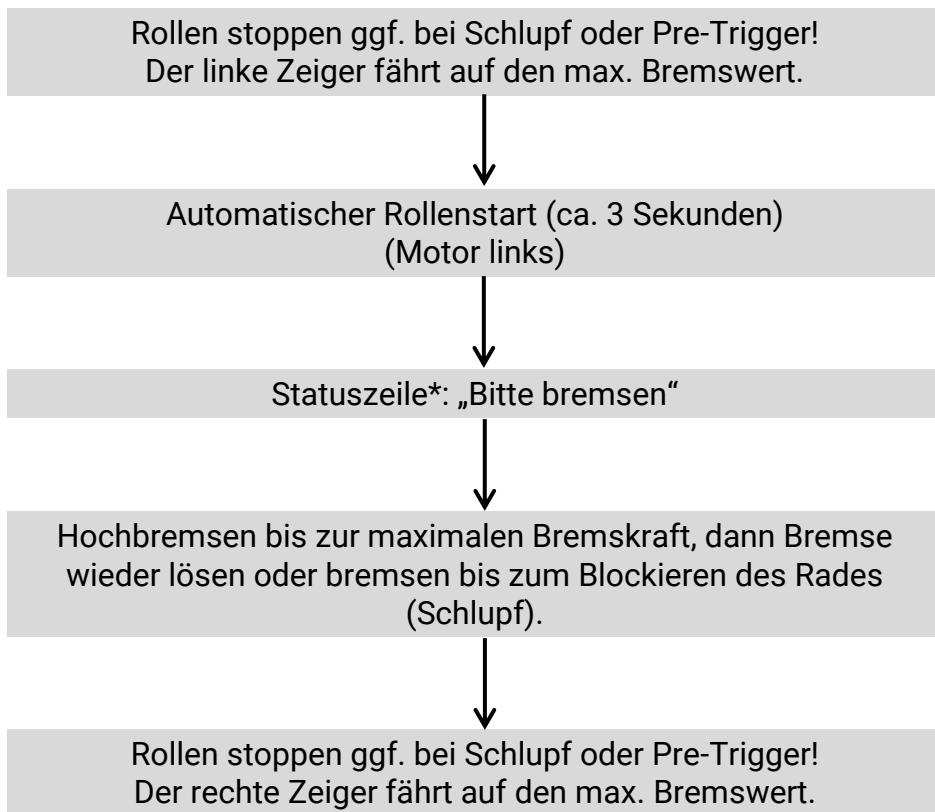 Rollen stoppen ggf. bei Schlupf oder Pre-Trigger!
Der linke Zeiger fährt auf den max. Bremswert.
Automatischer Rollenstart (ca. 3 Sekunden)
(Motor links)
Statuszeile*: „Bitte bremsen“
Hochbremsen bis zur maximalen Bremskraft, dann Bremse
wieder lösen oder bremsen bis zum Blockieren des Rades
(Schlupf).
Rollen stoppen ggf. bei Schlupf oder Pre-Trigger!
Der rechte Zeiger fährt auf den max. Bremswert.